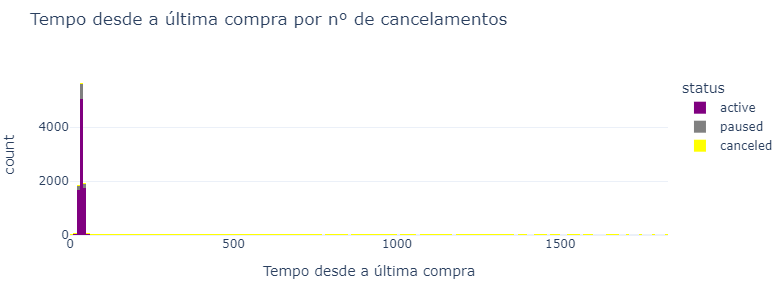 Tempo desde a última compra por nº de cancelamentos
status
active
paused
canceled
4000
2000
0
count
0 500 1000 1500
Tempo desde a última compra